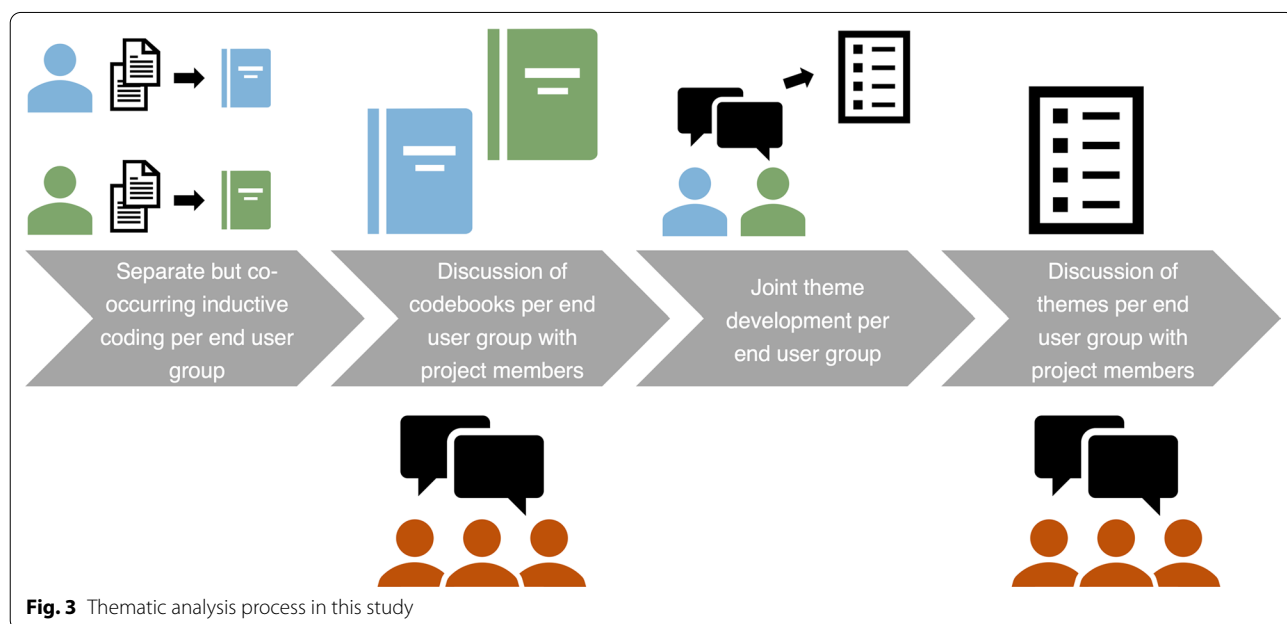 Separate but co-
occurring inductive
coding per end user
group
Discussion of
codebooks per end
user group with
project members
Joint theme
development per
end user group
Discussion of
themes per end
user group with
project members
Fig. 3 Thematic analysis process in this study